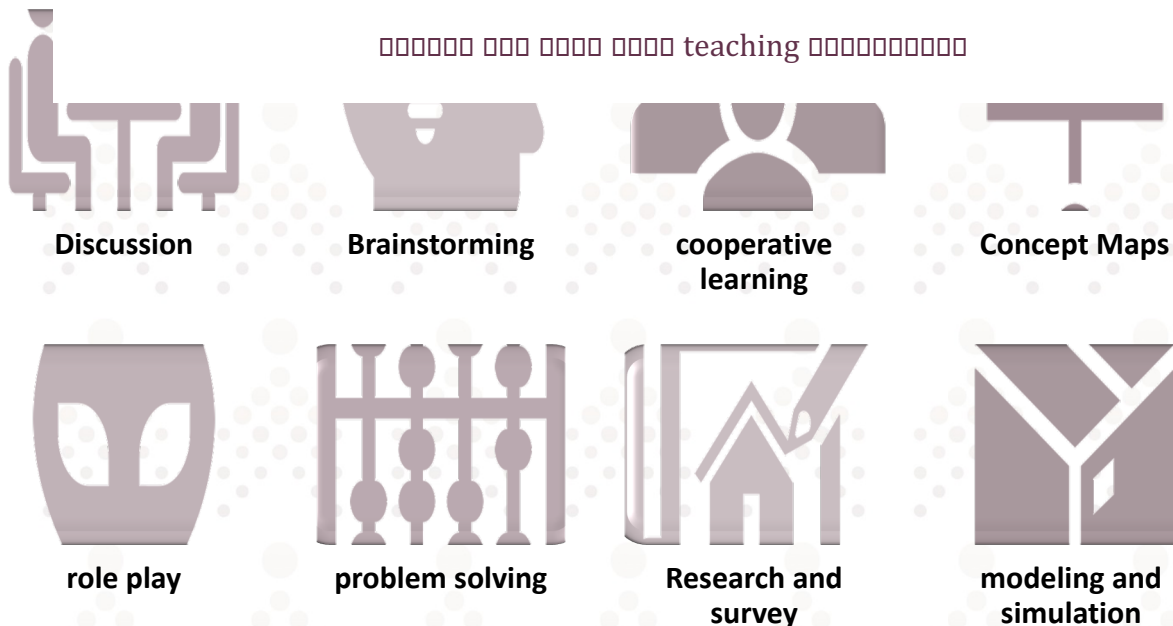 teaching
Discussion
Brainstorming
cooperative
learning
Concept Maps
role play
problem solving
Research and
survey
modeling and
simulation